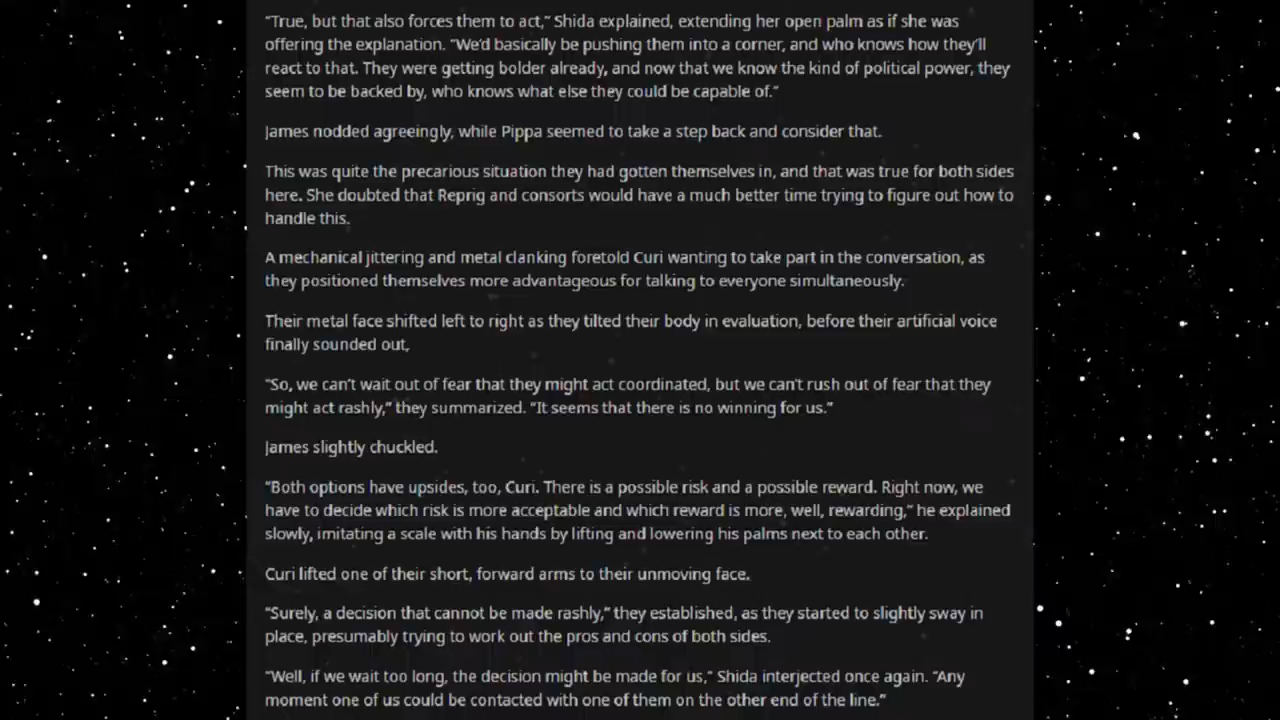 “True, but that also forces them to act,” Shida explained, extending her open palm as if she was
offering the explanation. “We’d basically be pushing them into a corner, and who knows how they’ll
react to that. They were getting bolder already, and now that we know the kind of political power, they
seem to be backed by, who knows what else they could be capable of.”
James nodded agreeingly, while Pippa seemed to take a step back and consider that.
This was quite the precarious situation they had gotten themselves in, and that was true for both sides
here. She doubted that Reprig and consorts would have a much better time trying to figure out how to
handle this.
A mechanical jittering and metal clanking foretold Curi wanting to take part in the conversation, as
they positioned themselves more advantageous for talking to everyone simultaneously.
Their metal face shifted left to right as they tilted their body in evaluation, before their artificial voice
finally sounded out,
“So, we can’t wait out of fear that they might act coordinated, but we can’t rush out of fear that they
might act rashly,” they summarized. “It seems that there is no winning for us.”
James slightly chuckled.
“Both options have upsides, too, Curi. There is a possible risk and a possible reward. Right now, we
have to decide which risk is more acceptable and which reward is more, well, rewarding,” he explained
slowly, imitating a scale with his hands by lifting and lowering his palms next to each other.
Curi lifted one of their short, forward arms to their unmoving face.
“Surely, a decision that cannot be made rashly,” they established, as they started to slightly sway in
place, presumably trying to work out the pros and cons of both sides.
“Well, if we wait too long, the decision might be made for us,” Shida interjected once again. “Any
moment one of us could be contacted with one of them on the other end of the line.”